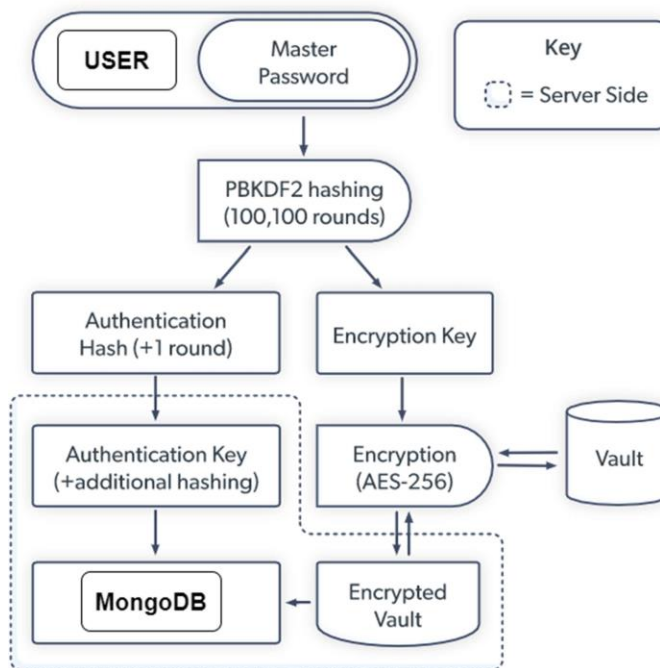 USER
Master
Password
Key
= Server Side
PBKDF2 hashing
(100,100 rounds)
Authentication
Hash (+1 round)
Encryption Key
Authentication Key
(+additional hashing)
Encryption
(AES-256)
Vault
MongoDB
Encrypted
Vault